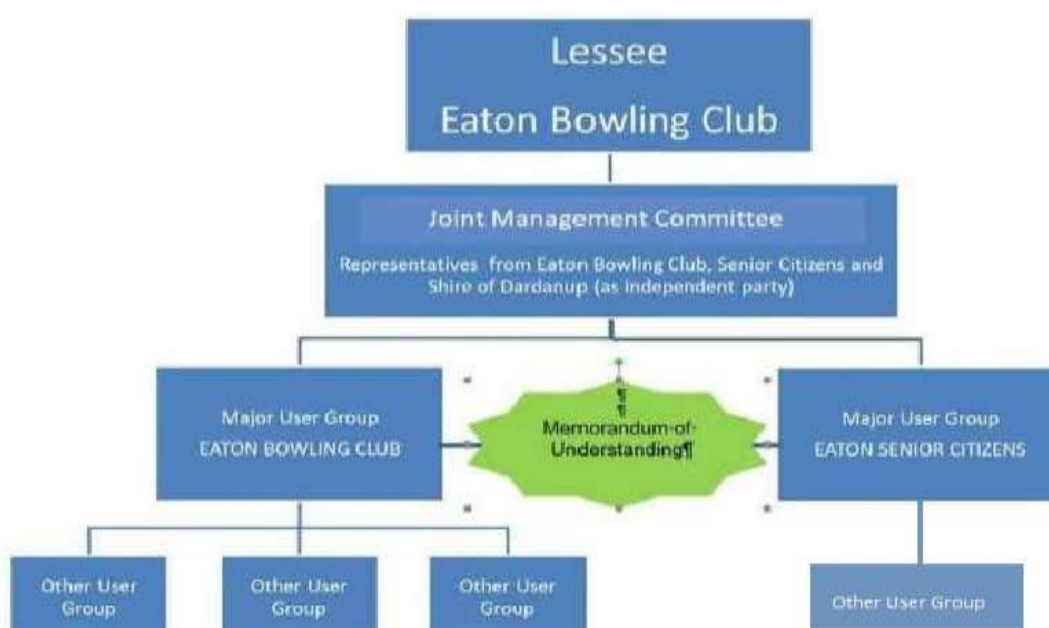 Lessee
Eaton Bowling Club
Joint Management Committee
Representatives from Eaton Bowling Club, Senior Citizens and
Shire of Dardanup (as independent party)
Major User Group
EATON BOWLING CLUB
¶
¶
Memorandum·of·
Understanding¶
Major User Group
EATON SENIOR CITIZENS
Other User
Group
Other User
Group
Other User
Group
Other User Group